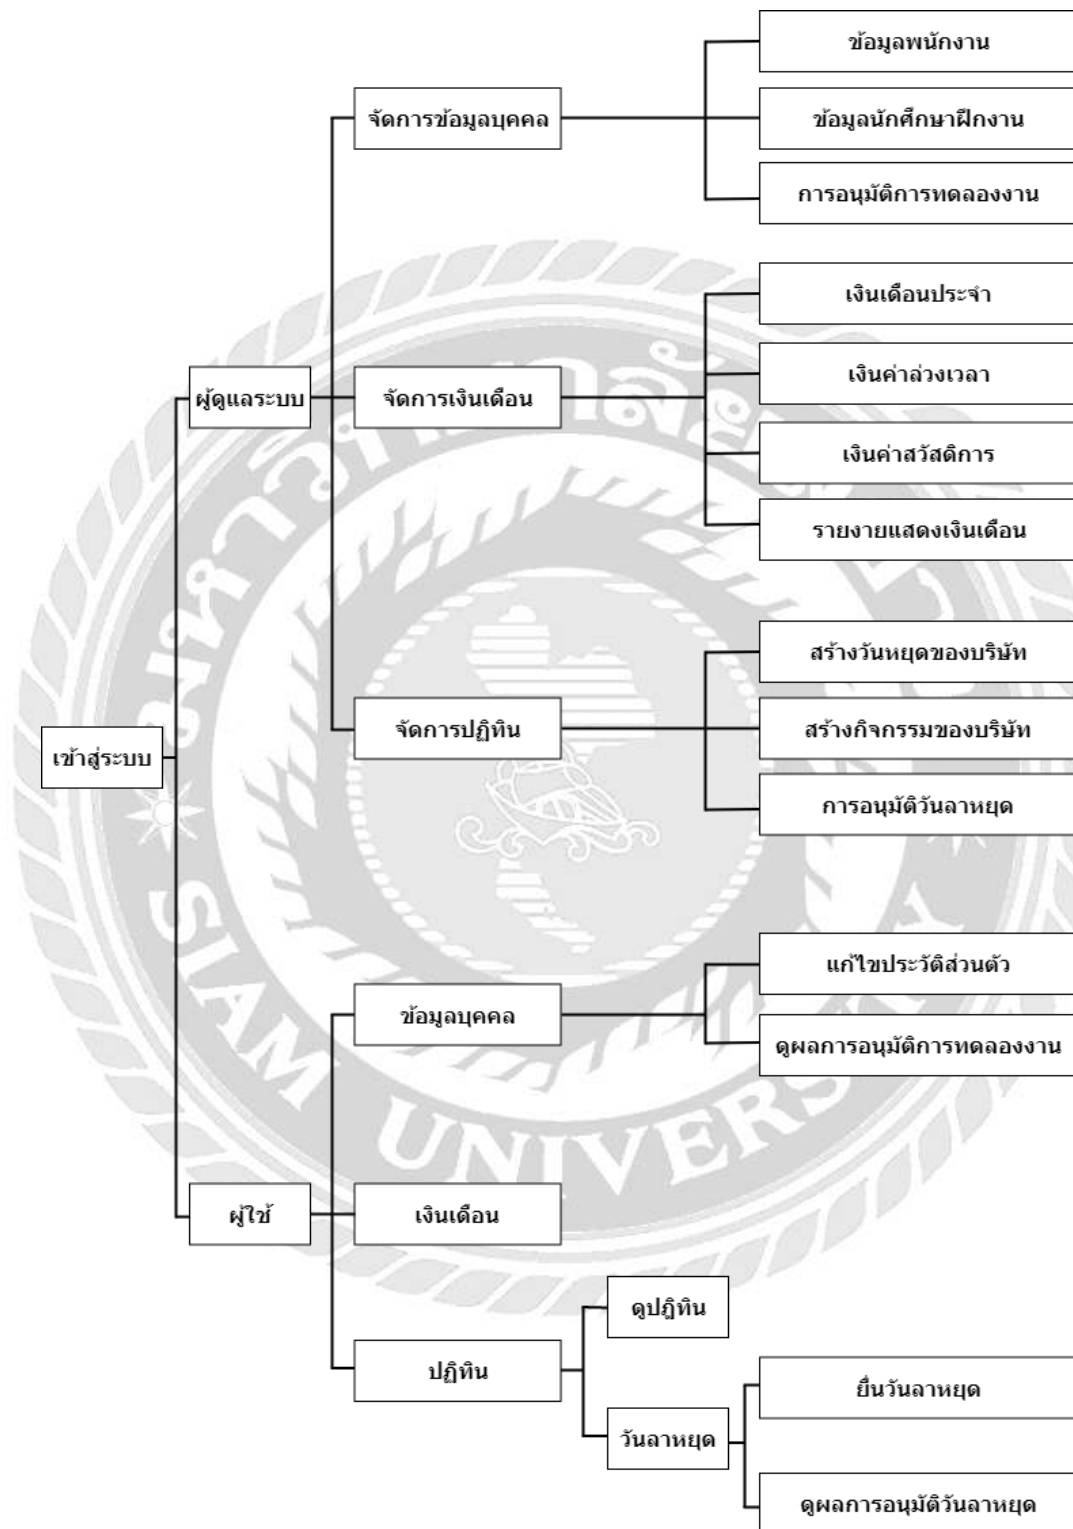 ข้อมูลพนักงาน
จัดการข้อมูลบุคคล
ข้อมูลนักศึกษาฝึกงาน
การอนุมัติการทดลองงาน
เงินเดือนประจำ
เงินค่าล่วงเวลา
ผู้ดูแลระบบ
จัดการเงินเดือน
เงินค่าสวัสดิการ
รายงายแสดงเงินเดือน
สร้างวันหยุดของบริษัท
จัดการปฏิทิน
สร้างกิจกรรมของบริษัท
เข้าสู่ระบบ
การอนุมัติวันลาหยุด
แก้ไขประวัติส่วนตัว
ข้อมูลบุคคล
ดูผลการอนุมัติการทดลองงาน
ผู้ใช้
เงินเดือน
ดูปฏิทิน
ปฏิทิน
ยื่นวันลาหยุด
วันลาหยุด
ดูผลการอนุมัติวันลาหยุด
SIAM UNIVERSITY